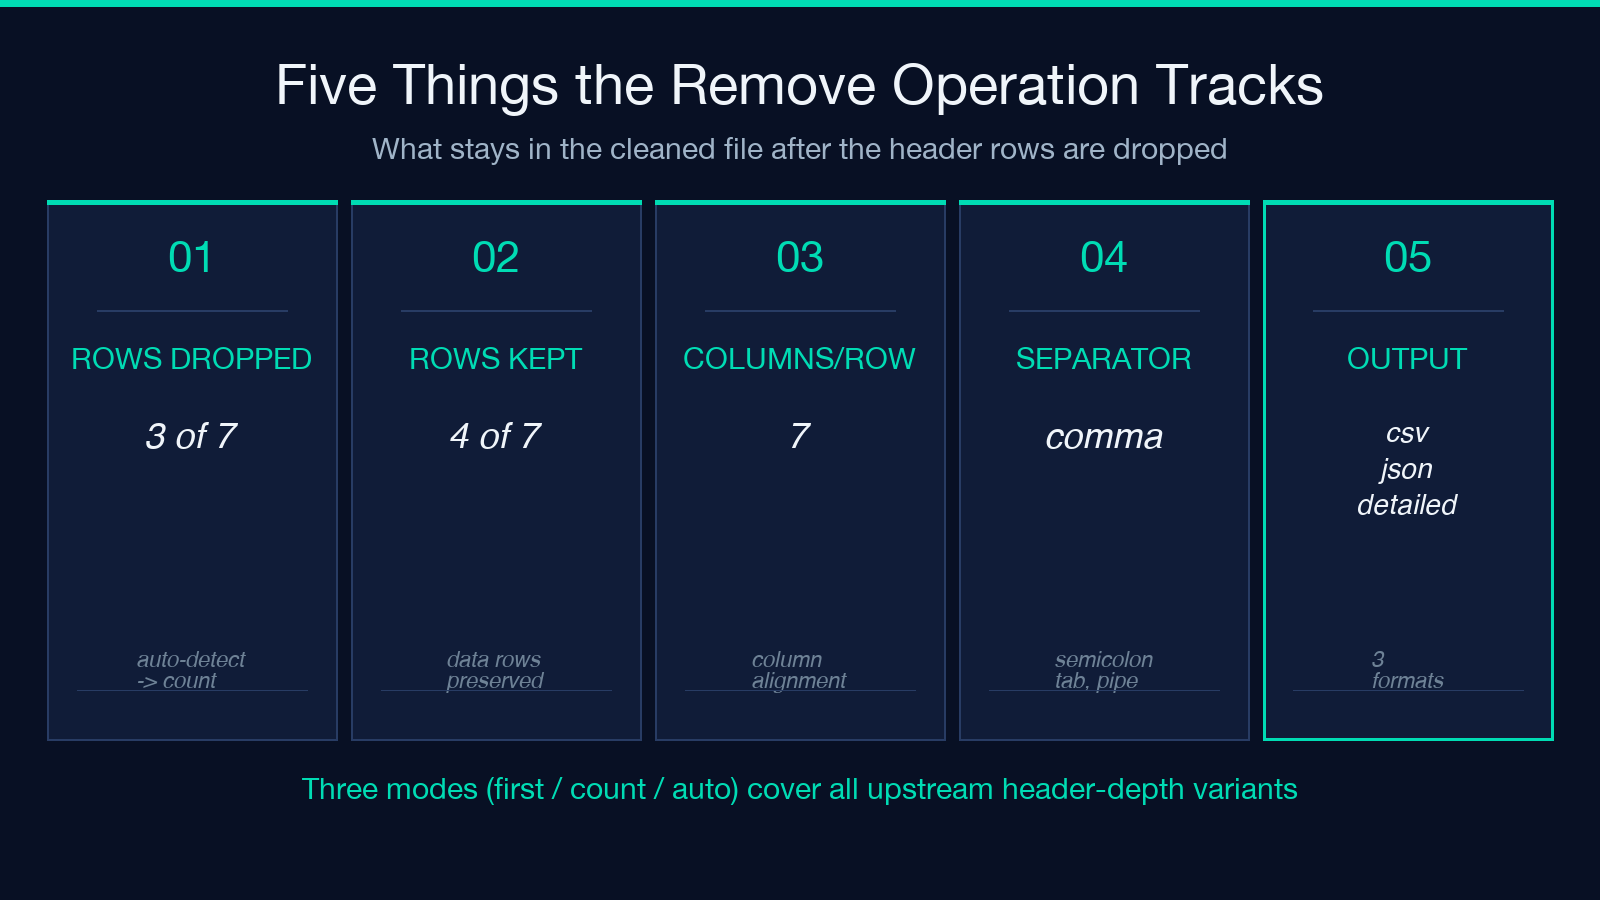 Five Things the Remove Operation Tracks
What stays in the cleaned file after the header rows are dropped
01
ROWS DROPPED
3 of 7
auto-detect
-> count
02
ROWS KEPT
4 of 7
data rows
preserved
03
COLUMNS/ROW
7
column
alignment
04
SEPARATOR
comma
semicolon
tab, pipe
05
OUTPUT
csv
json
detailed
3
formats
Three modes (first / count / auto) cover all upstream header-depth variants